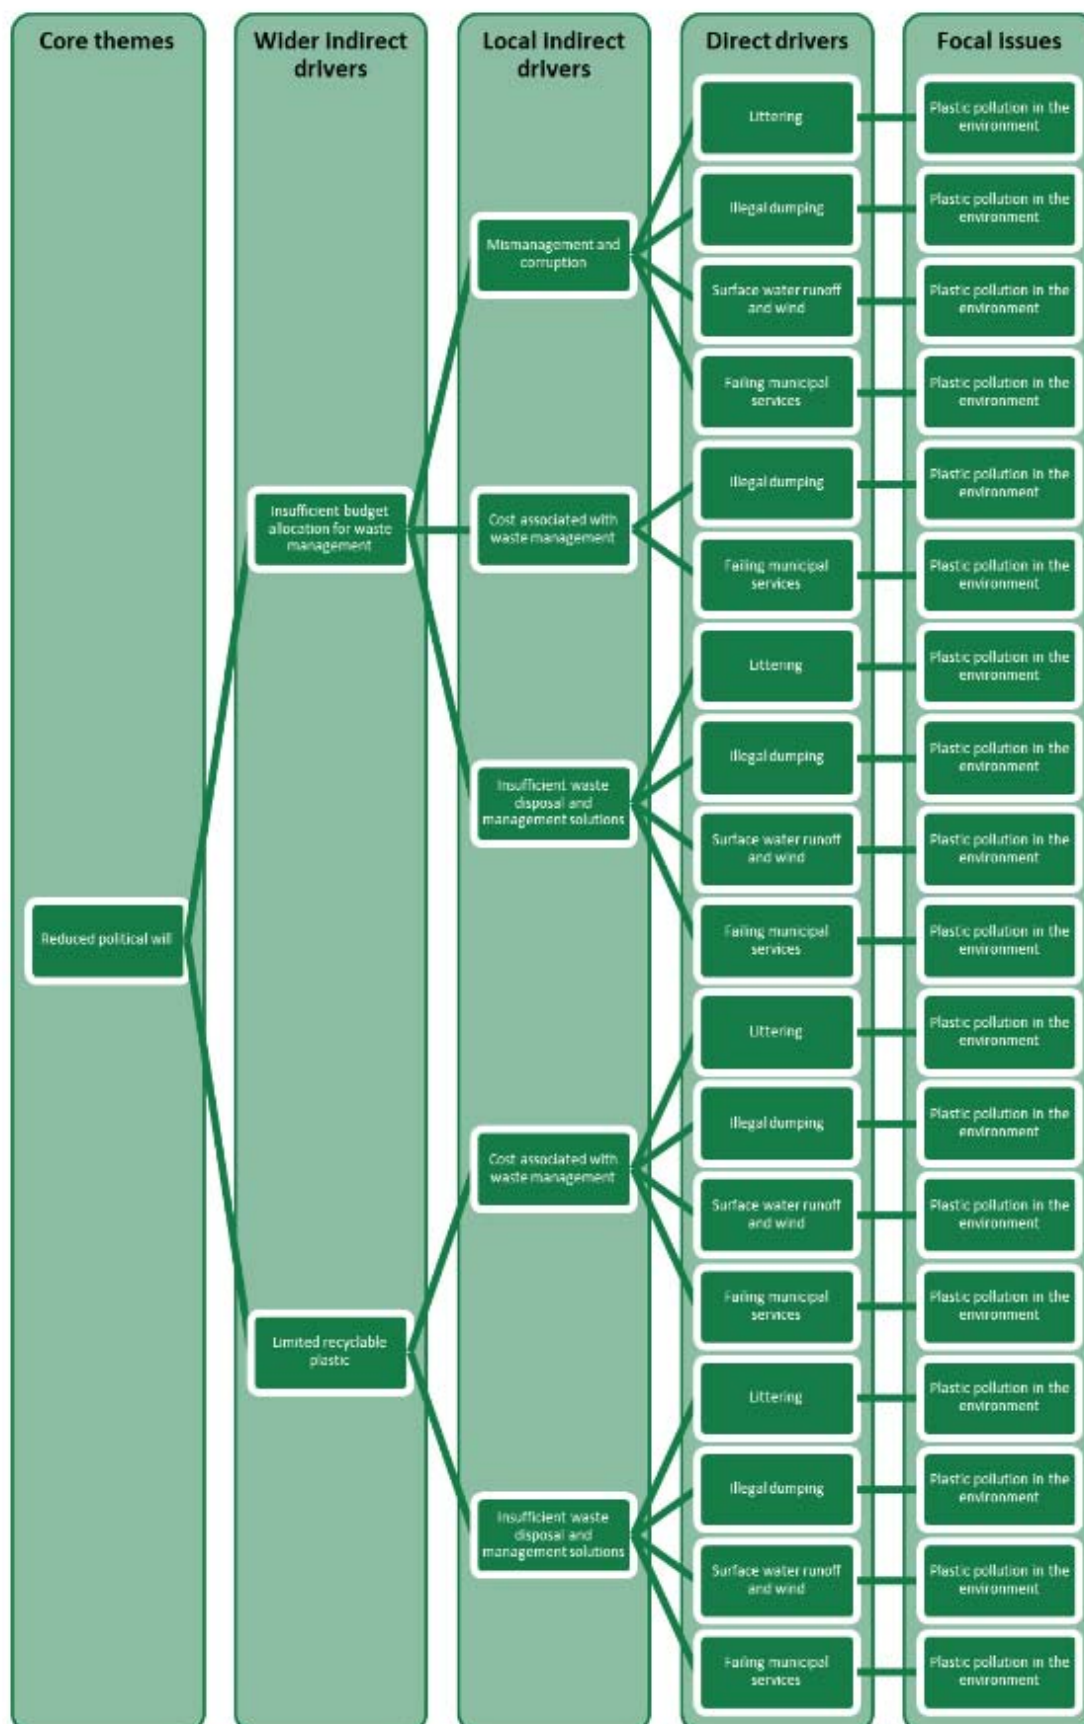 Core themes
Wider indirect
drivers
Local indirect
drivers
Direct drivers
Focal issues
Reduced political will
Insufficient budget
allocation for waste
management
Limited recyclable
plastic
Mismanagement and
corruption
Cost associated with
waste management
Insufficient waste
disposal and
management solutions
Cost associated with
waste management
Insufficient waste
disposal and
management solutions
Littering
Illegal dumping
Surface water runoff
and wind
Failing municipal
services
Illegal dumping
Failing municipal
services
Littering
Illegal dumping
Surface water runoff
and wind
Failing municipal
services
Littering
Illegal dumping
Surface water runoff
and wind
Failing municipal
services
Littering
Illegal dumping
Surface water runoff
and wind
Failing municipal
services
Plastic pollution in the
environment
Plastic pollution in the
environment
Plastic pollution in the
environment
Plastic pollution in the
environment
Plastic pollution in the
environment
Plastic pollution in the
environment
Plastic pollution in the
environment
Plastic pollution in the
environment
Plastic pollution in the
environment
Plastic pollution in the
environment
Plastic pollution in the
environment
Plastic pollution in the
environment
Plastic pollution in the
environment
Plastic pollution in the
environment
Plastic pollution in the
environment
Plastic pollution in the
environment
Plastic pollution in the
environment
Plastic pollution in the
environment